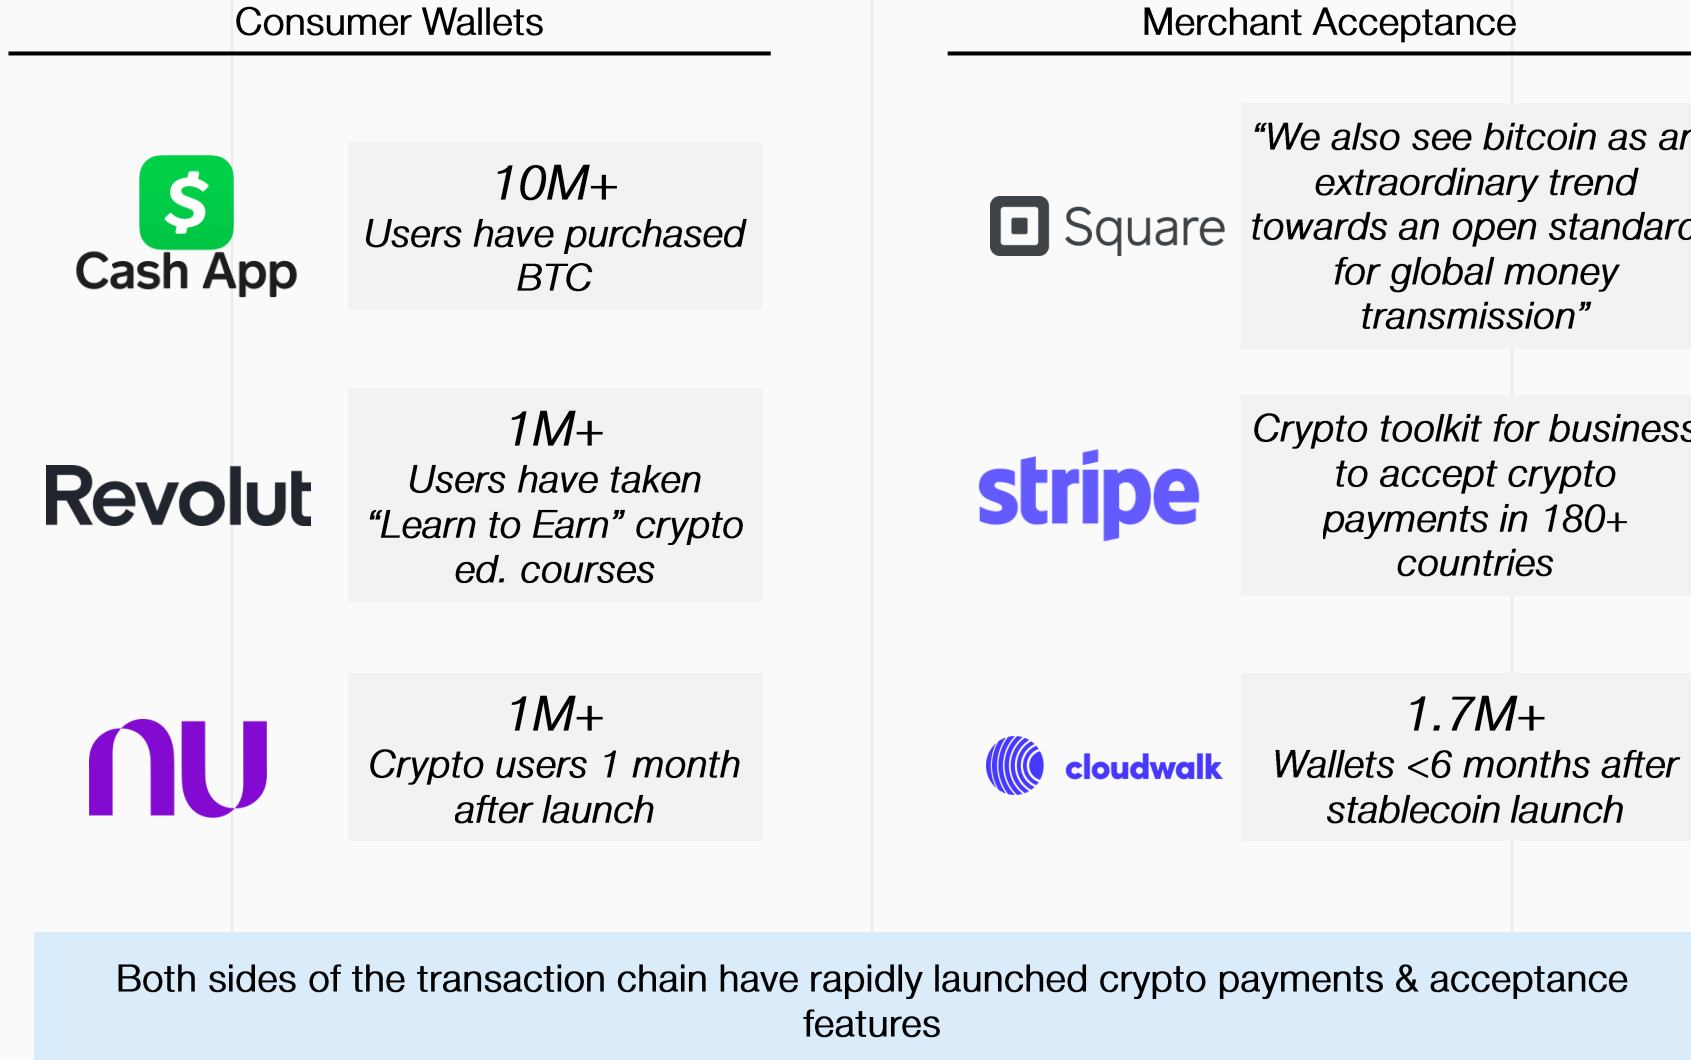 Consumer Wallets
Cash App
10M+
Users have purchased
BTC
Revolut
1M+
Users have taken
“Learn to Earn” crypto
ed. courses
nu
1M+
Crypto users 1 month
after launch
Merchant Acceptance
Square
“We also see bitcoin as an
extraordinary trend
towards an open standard
for global money
transmission”
stripe
Crypto toolkit for business
to accept crypto
payments in 180+
countries
cloudwalk
1.7M+
Wallets <6 months after
stablecoin launch
Both sides of the transaction chain have rapidly launched crypto payments & acceptance
features